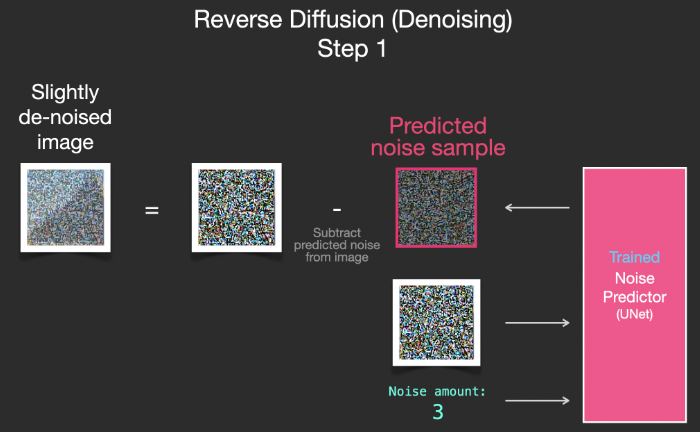 Reverse Diffusion (Denoising)
Step 1
Slightly
de-noised
image
=
-
Subtract
predicted noise
from image
Predicted
noise sample
Trained
Noise
Predictor
(UNet)
Noise amount:
3